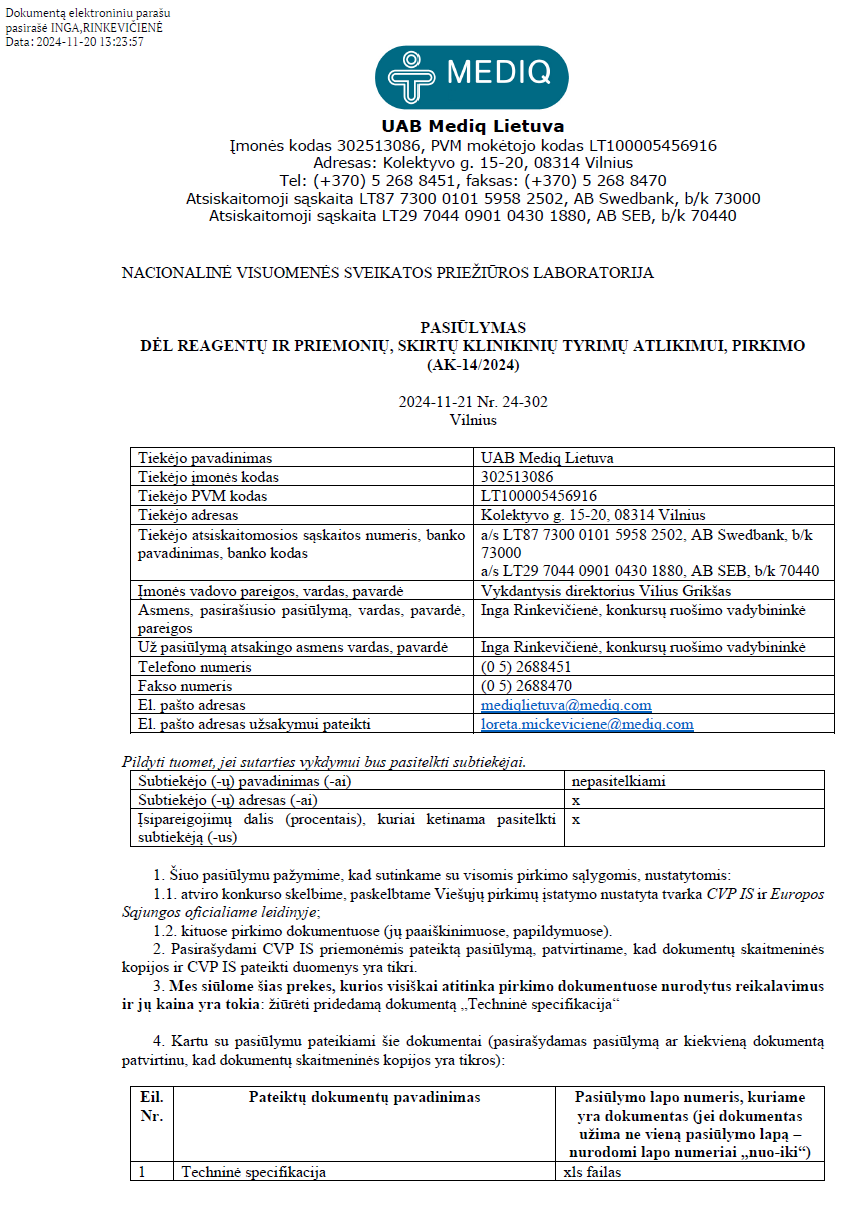 Dokumentą elektroniniu parašu
pasirašė INGA,RINKEVIČIENĖ
Data: 2024-11-20 13:23:57
MEDIQ
UAB Mediq Lietuva
Įmonės kodas 302513086, PVM mokėtojo kodas LT100005456916
Adresas: Kolektyvo g. 15-20, 08314 Vilnius
Tel: (+370) 5 268 8451, faksas: (+370) 5 268 8470
Atsiskaitomoji sąskaita LT87 7300 0101 5958 2502, AB Swedbank, b/k 73000
Atsiskaitomoji sąskaita LT29 7044 0901 0430 1880, AB SEB, b/k 70440
NACIONALINĖ VISUOMENĖS SVEIKATOS PRIEŽIŪROS LABORATORIJA
PASIŪLYMAS
DĖL REAGENTŲ IR PRIEMONIŲ, SKIRTŲ KLINIKINIŲ TYRIMŲ ATLIKIMUI, PIRKIMO
(AK-14/2024)
2024-11-21 Nr. 24-302
Vilnius
Tiekėjo pavadinimas UAB Mediq Lietuva
Tiekėjo įmonės kodas 302513086
Tiekėjo PVM kodas LT100005456916
Tiekėjo adresas Kolektyvo g. 15-20, 08314 Vilnius
Tiekėjo atsiskaitomosios sąskaitos numeris, banko pavadinimas, banko kodas
a/s LT87 7300 0101 5958 2502, AB Swedbank, b/k
73000
a/s LT29 7044 0901 0430 1880, AB SEB, b/k 70440
Įmonės vadovo pareigos, vardas, pavardė Vykdantysis direktorius Vilius Grikšas
Asmens, pasirašiusio pasiūlymą, vardas, pavardė, Inga Rinkevičienė, konkursų ruošimo vadybininkė
pareigos
Už pasiūlymą atsakingo asmens vardas, pavardė Inga Rinkevičienė, konkursų ruošimo vadybininkė
Telefono numeris (0 5) 2688451
Fakso numeris (0 5) 2688470
El. pašto adresas mediqlietuva@mediq.com
El. pašto adresas užsakymui pateikti loreta.mickeviciene@mediq.com
Pildyti tuomet, jei sutarties vykdymui bus pasitelkti subtiekėjai.
Subtiekėjo (-ų) pavadinimas (-ai) nepasitelkiami
Subtiekėjo (-ų) adresas (-ai) x
Įsipareigojimų dalis (procentais), kuriai ketinama pasitelkti x
subtiekėją (-us)
1. Šiuo pasiūlymu pažymime, kad sutinkame su visomis pirkimo sąlygomis, nustatytomis:
1.1. atviro konkurso skelbime, paskelbtame Viešųjų pirkimų įstatymo nustatyta tvarka CVP IS ir Europos
Sąjungos oficialiame leidinyje;
1.2. kituose pirkimo dokumentuose (jų paaiškinimuose, papildymuose).
2. Pasirašydami CVP IS priemonėmis pateiktą pasiūlymą, patvirtiname, kad dokumentų skaitmeninės
kopijos ir CVP IS pateikti duomenys yra tikri.
3. Mes siūlome šias prekes, kurios visiškai atitinka pirkimo dokumentuose nurodytus reikalavimus
ir jų kaina yra tokia: žiūrėti pridedamą dokumentą „Techninė specifikacija“
4. Kartu su pasiūlymu pateikiami šie dokumentai (pasirašydamas pasiūlymą ar kiekvieną dokumentą
patvirtinu, kad dokumentų skaitmeninės kopijos yra tikros):
Eil.
Nr.
Pateiktų dokumentų pavadinimas
Pasiūlymo lapo numeris, kuriame
yra dokumentas (jei dokumentas
užima ne vieną pasiūlymo lapą –
nurodomi lapo numeriai „nuo-iki“)
1 Techninė specifikacija xls failas